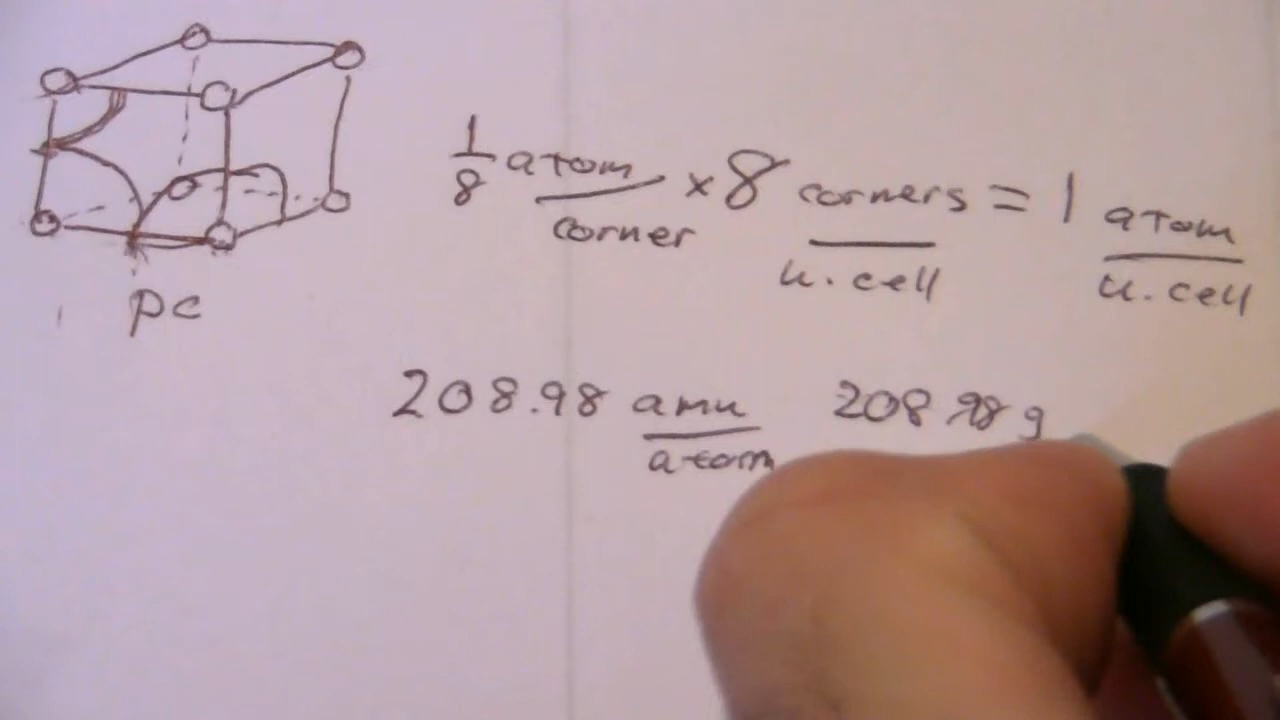 1/8 atom/corner × 8 corners/u.cell = 1 atom/u.cell
pc
208.98 amu/atom 208.98 g